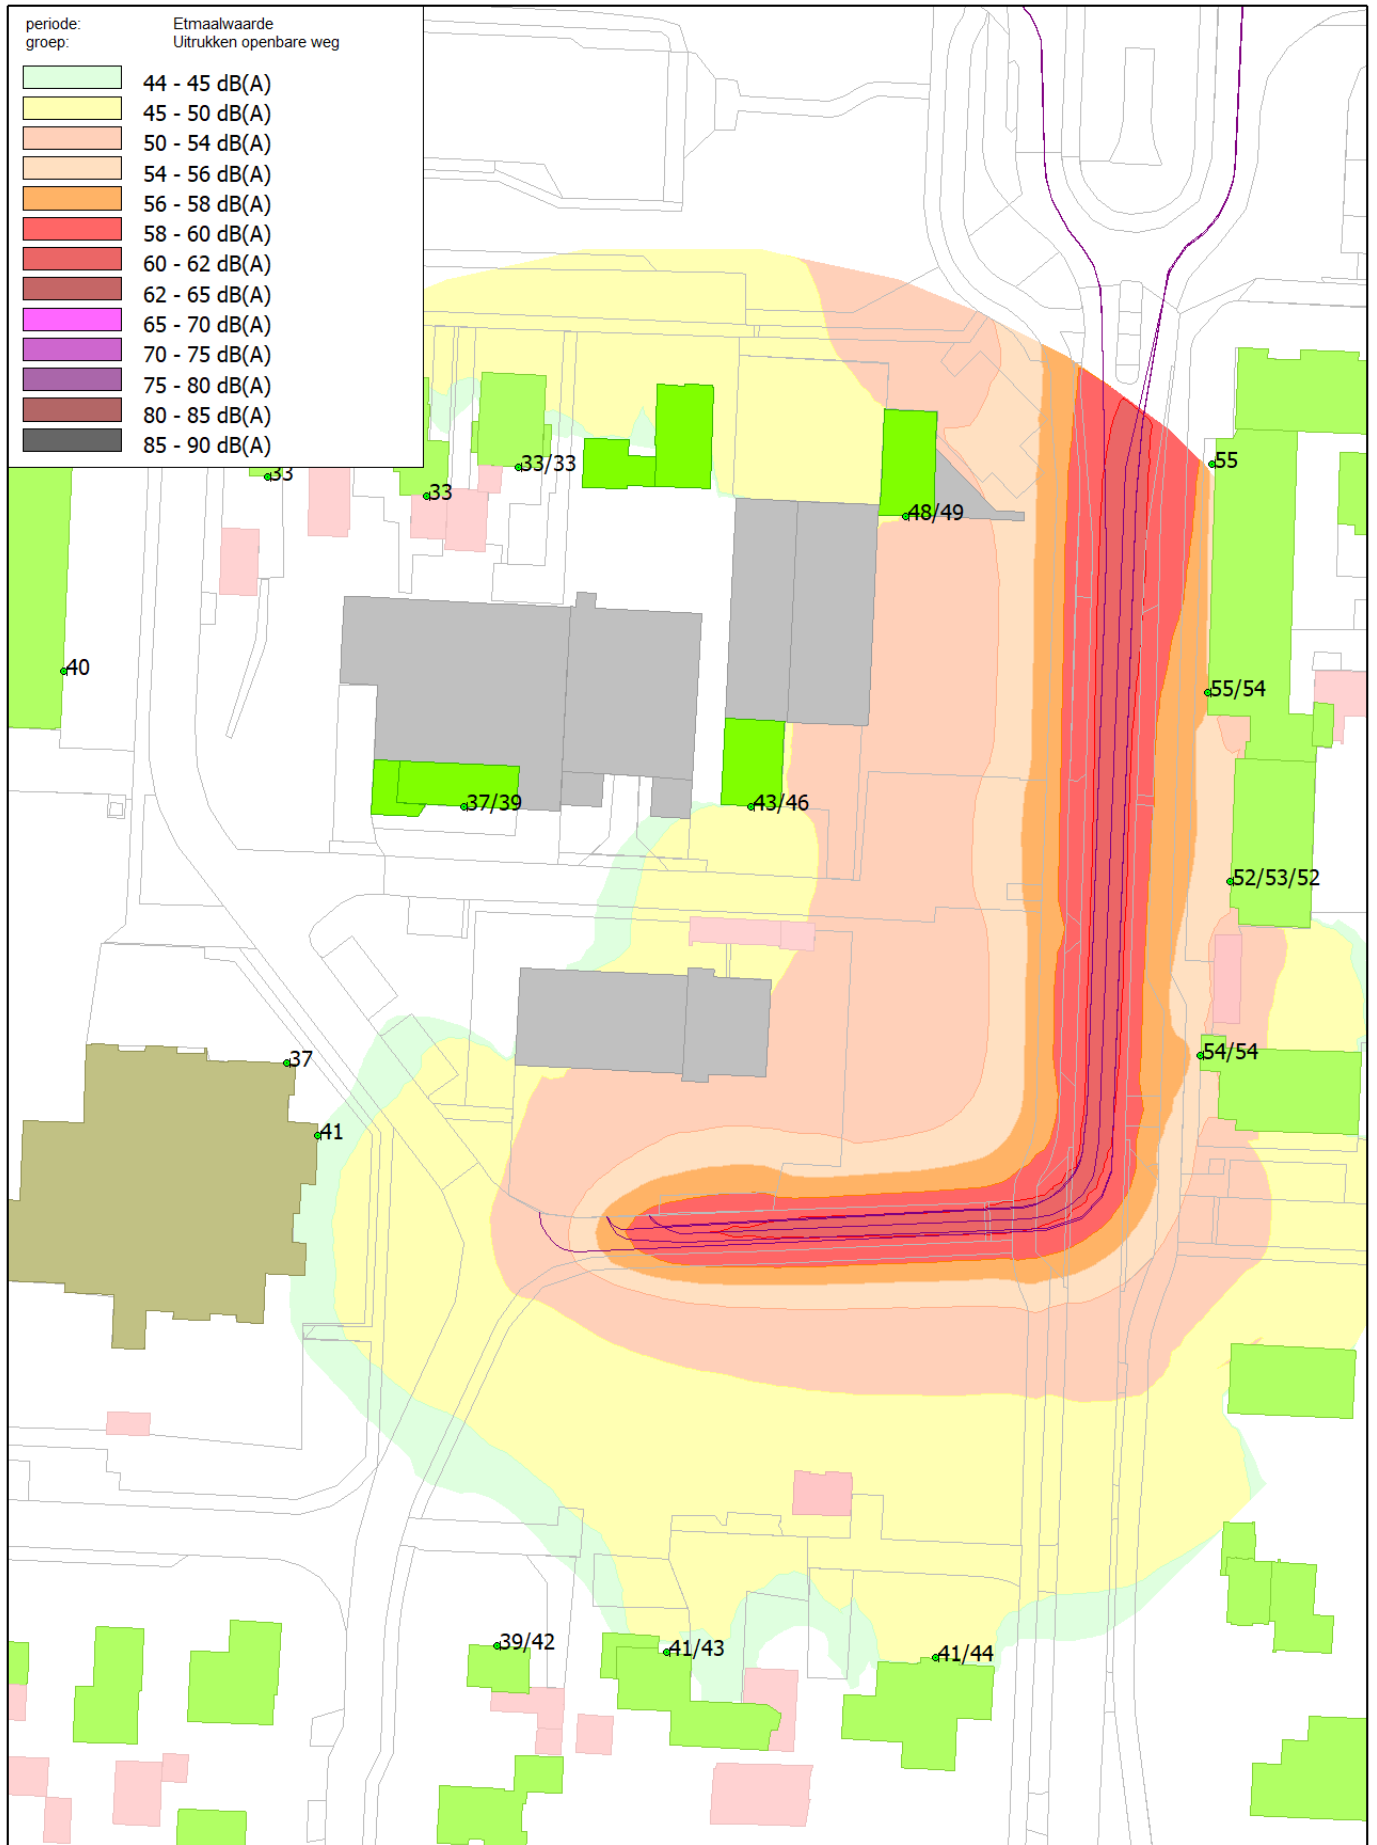 periode: Etmaalwaarde
groep: Uitrukken openbare weg
44 - 45 dB(A)
45 - 50 dB(A)
50 - 54 dB(A)
54 - 56 dB(A)
56 - 58 dB(A)
58 - 60 dB(A)
60 - 62 dB(A)
62 - 65 dB(A)
65 - 70 dB(A)
70 - 75 dB(A)
75 - 80 dB(A)
80 - 85 dB(A)
85 - 90 dB(A)
33
33/33
55
33
48/49
40
55/54
37/39
43/46
52/53/52
37
54/54
41
39/42
41/43
41/44